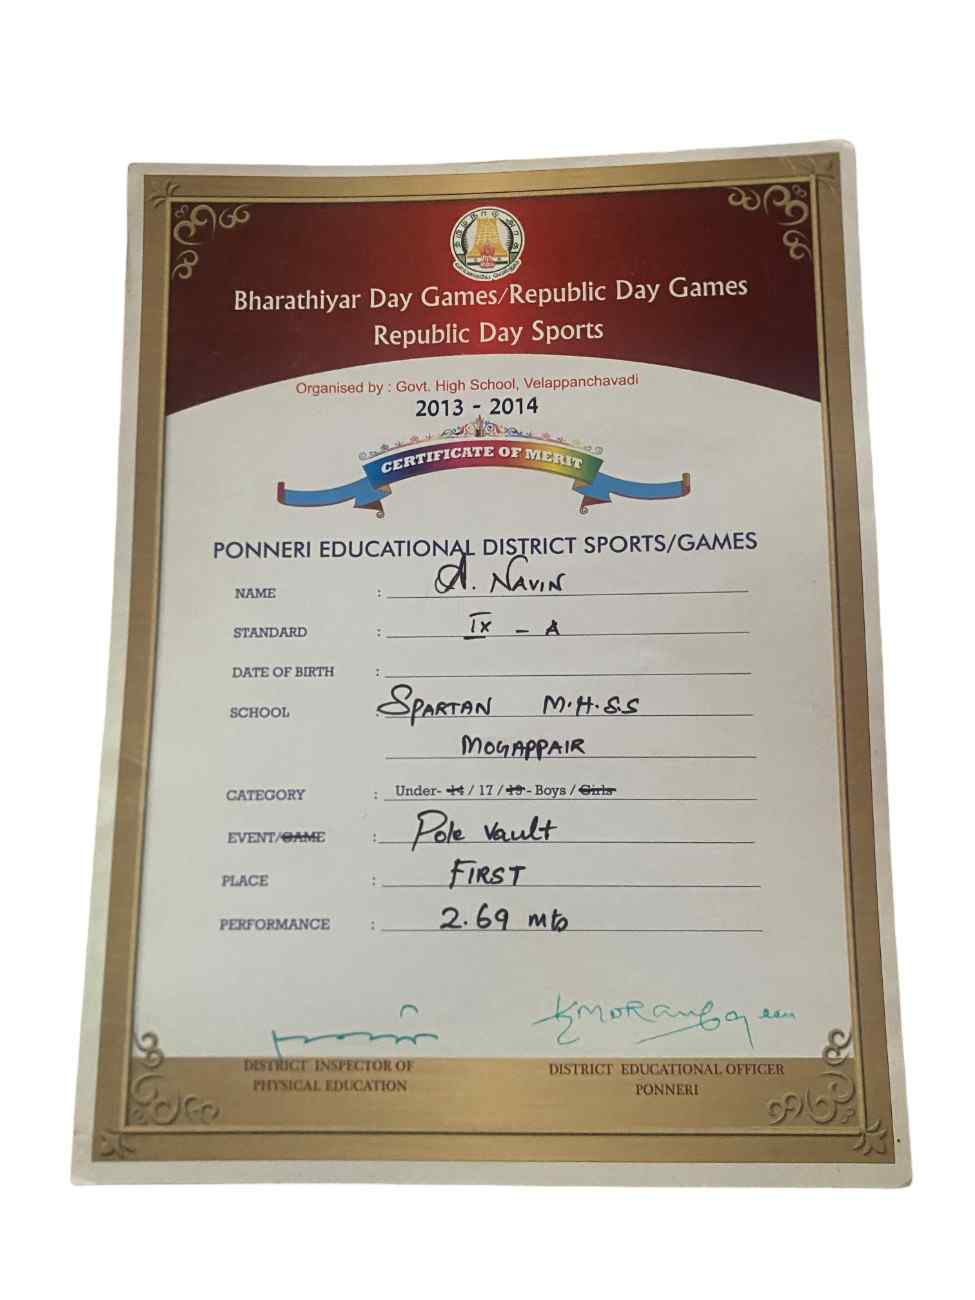 Bharathiyar Day Games/Republic Day Games
Republic Day Sports
Organised by : Govt. High School, Velappanchavadi
2013 - 2014
CERTIFICATE OF MERIT
PONNERI EDUCATIONAL DISTRICT SPORTS/GAMES
NAME : A. NAVIN
STANDARD : IX - A
DATE OF BIRTH :
SCHOOL : SPARTAN M.H.S.S
MOGAPPAIR
CATEGORY : Under- 14 / 17 / 19 - Boys / Girls
EVENT/GAME : Pole vault
PLACE : FIRST
PERFORMANCE : 2.69 mts
DISTRICT INSPECTOR OF
PHYSICAL EDUCATION
DISTRICT EDUCATIONAL OFFICER
PONNERI